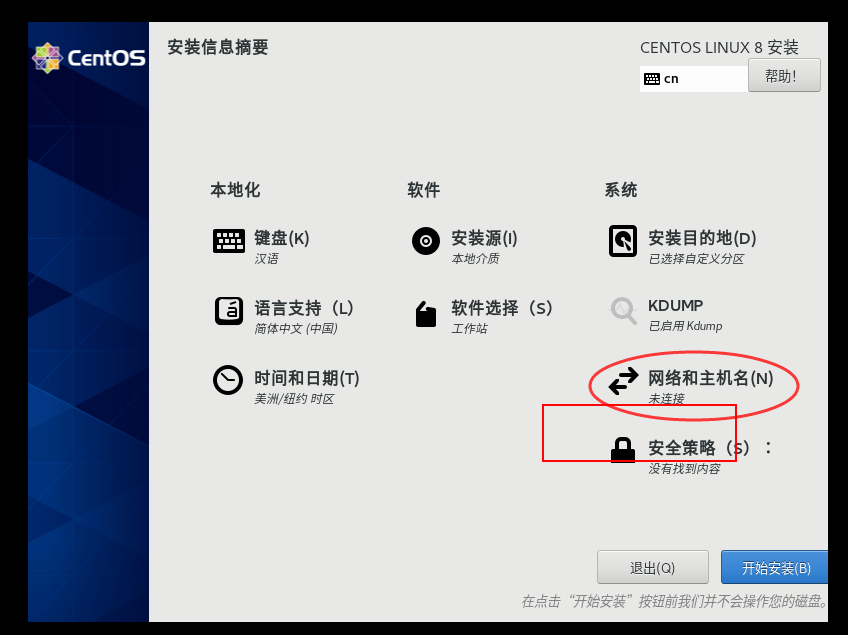 CentOS
安装信息摘要
CENTOS LINUX 8 安装
cn
帮助!
本地化
软件
系统
键盘(K)
汉语
安装源(I)
本地介质
安装目的地(D)
已选择自定义分区
语言支持（L）
简体中文 (中国)
软件选择（S）
工作站
KDUMP
已启用 Kdump
时间和日期(T)
美洲/纽约 时区
网络和主机名(N)
未连接
安全策略（S）：
没有找到内容
退出(Q)
开始安装(B)
在点击“开始安装”按钮前我们并不会操作您的磁盘。